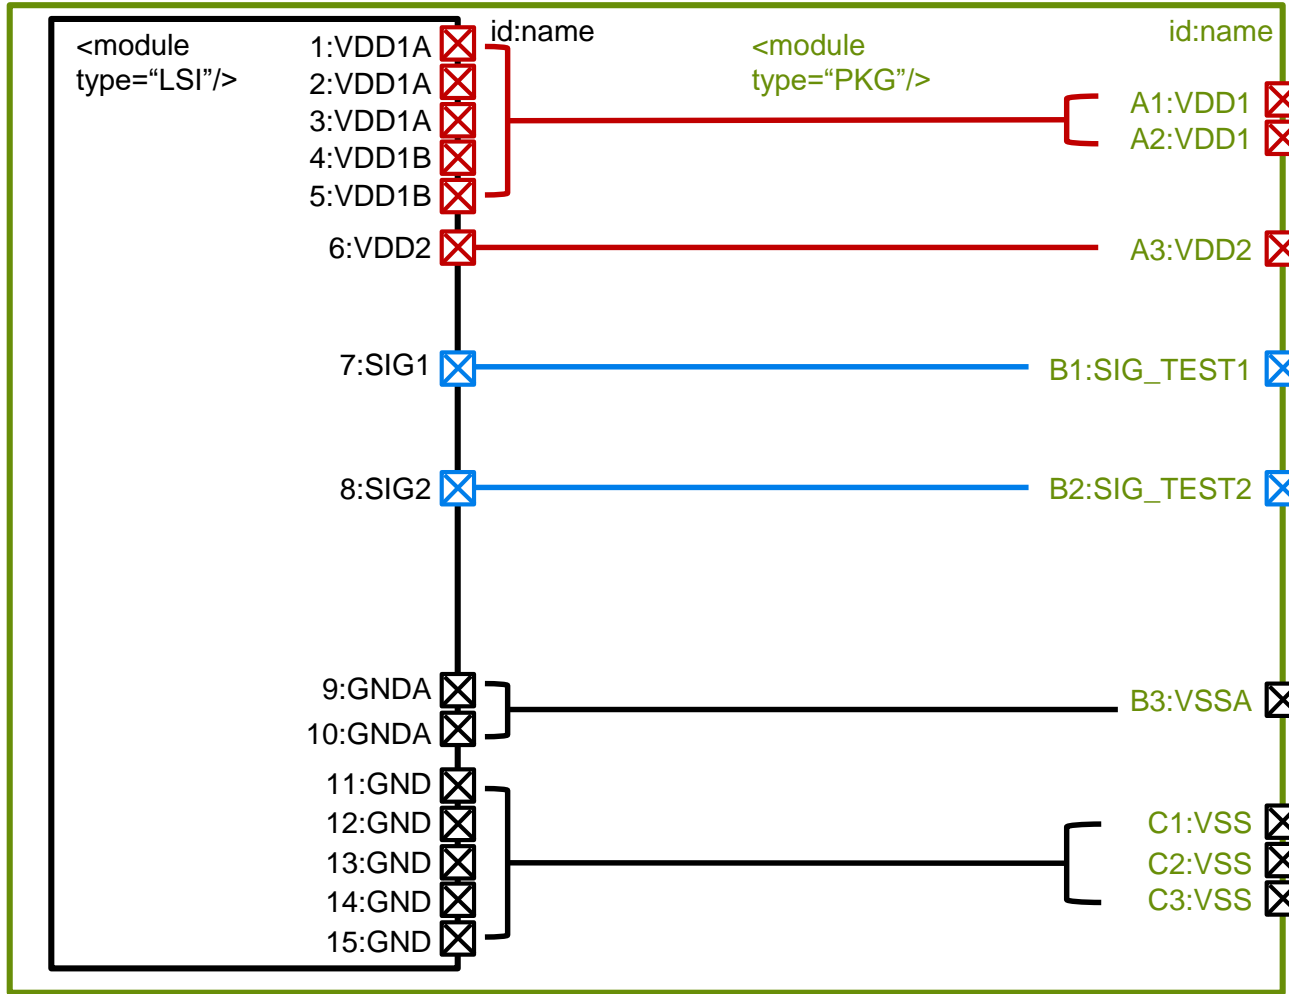 id:name
id:name
<module
type=“LSI”/>
<module
type=“PKG”/>
1:VDD1A
2:VDD1A
3:VDD1A
4:VDD1B
5:VDD1B
6:VDD2
7:SIG1
8:SIG2
9:GNDA
10:GNDA
11:GND
12:GND
13:GND
14:GND
15:GND
A1:VDD1
A2:VDD1
A3:VDD2
B1:SIG_TEST1
B2:SIG_TEST2
B3:VSSA
C1:VSS
C2:VSS
C3:VSS